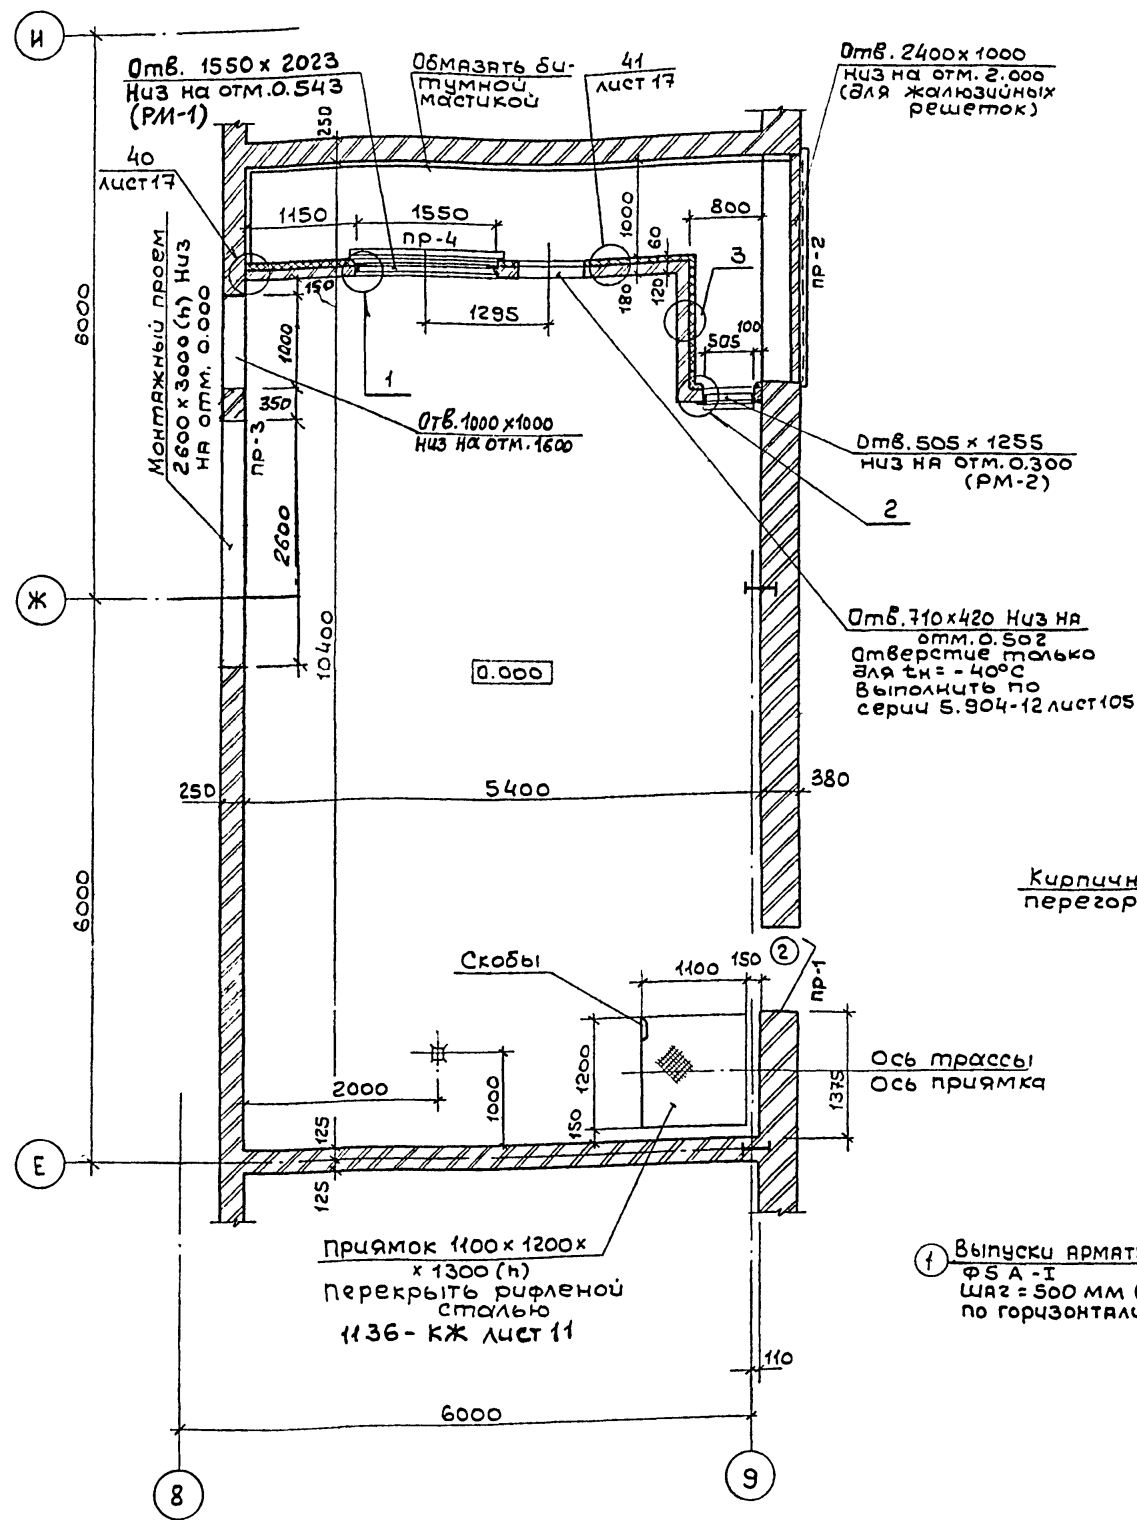 И
Отв. 1550 х 2023
Низ на отм.0.543
(РМ-1)
Обмазать би-
тумной
мастикой
41
лист 17
Отв. 2400 х 1000
низ на отм. 2.000
(для жалюзийных
решеток)
40
лист 17
250
1150
1550
пр-4
1000
60
800
3
пр-2
150
180
120
1295
505
100
1
Монтажный проем
2600 х 3000 (h) Низ
на отм. 0.000
6000
1000
350
пр-3
2600
Отв. 1000 х 1000
низ на отм. 1600
Отв. 505 х 1255
низ на отм. 0.300
(РМ-2)
2
Ж
10400
0.000
Отв. 710х420 Низ на
отм. 0.502
Отверстие только
для tн = -40°С
Выполнить по
серии 5.904-12 лист 105
250
5400
380
6000
Кирпичн
перегор
Скобы
1100
150
2
пр-1
1200
150
2000
1000
1375
Ось трассы
Ось приямка
Е
125
125
Приямок 1100 х 1200 х
х 1300 (h)
Перекрыть рифленой
сталью
1136- КЖ лист 11
1
Выпуски армат
Ф5 А-I
Шаг = 500 мм (
по горизонтали
110
6000
8
9